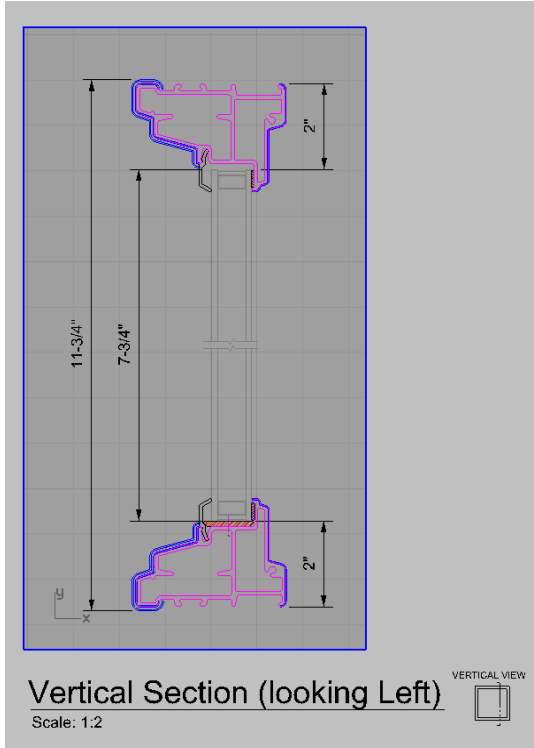 2"
11-3/4"
7-3/4"
2"
y
x
Vertical Section (looking Left)
VERTICAL VIEW
Scale: 1:2